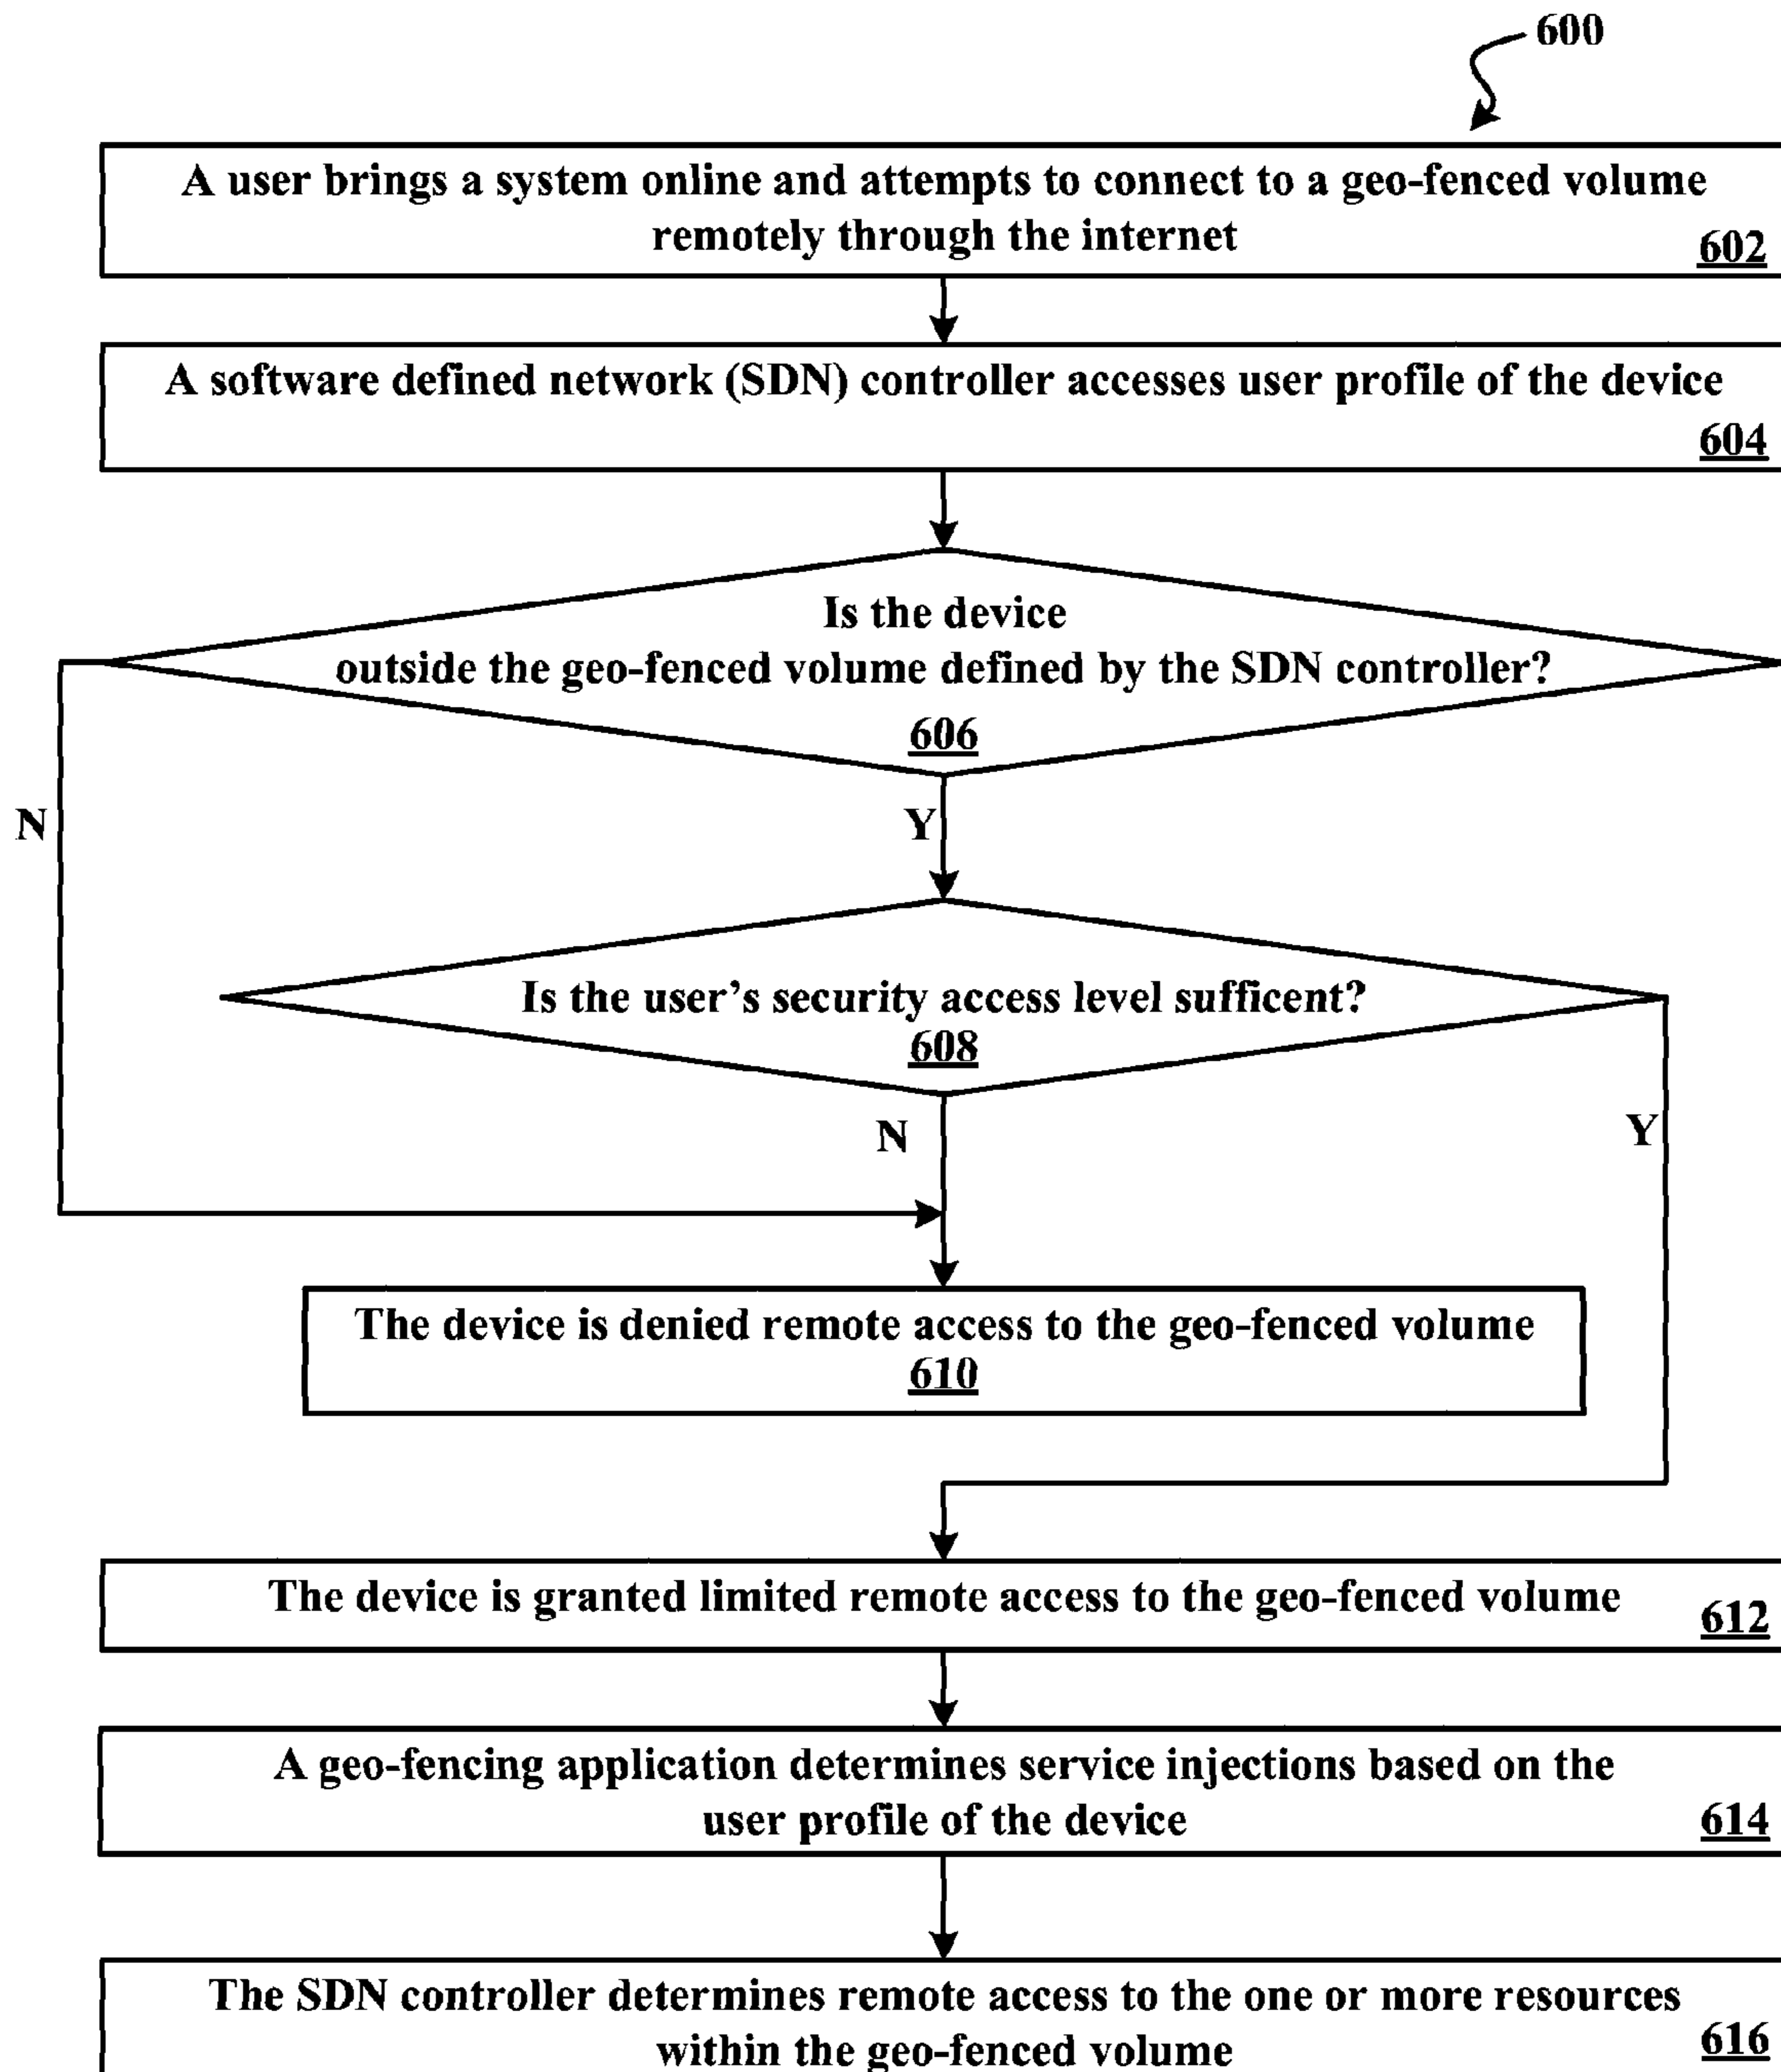 600
A user brings a system online and attempts to connect to a geo-fenced volume
remotely through the internet
602
A software defined network (SDN) controller accesses user profile of the device
604
Is the device
outside the geo-fenced volume defined by the SDN controller?
606
N
Y
Is the user’s security access level sufficent?
608
N
Y
The device is denied remote access to the geo-fenced volume
610
The device is granted limited remote access to the geo-fenced volume
612
A geo-fencing application determines service injections based on the
user profile of the device
614
The SDN controller determines remote access to the one or more resources
within the geo-fenced volume
616